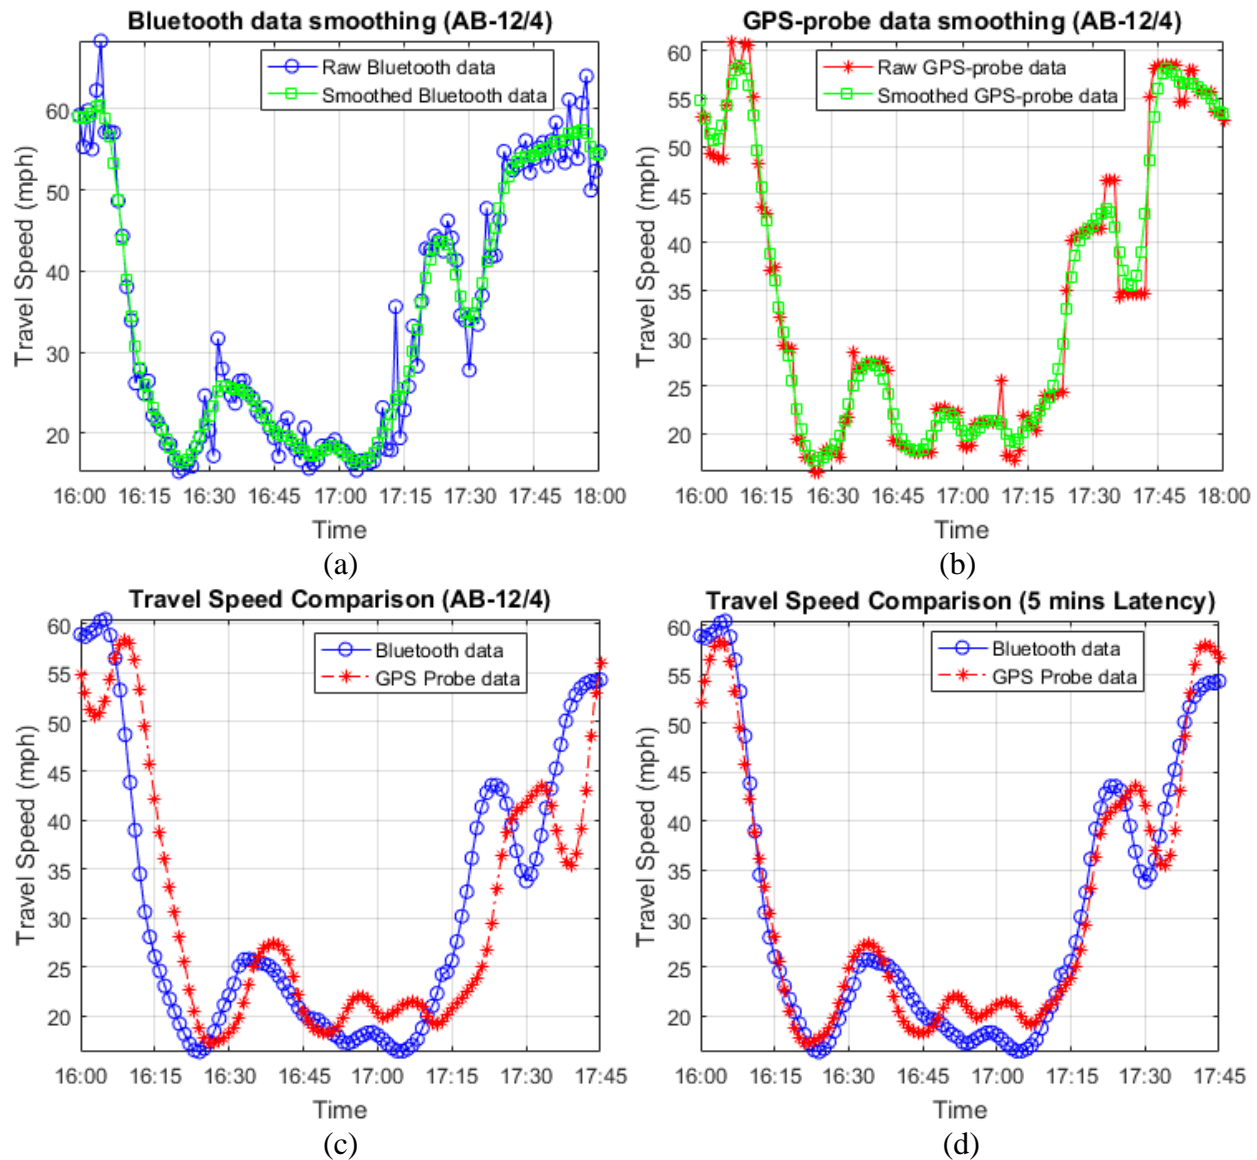 Bluetooth data smoothing (AB-12/4)
Raw Bluetooth data
Smoothed Bluetooth data
Travel Speed (mph)
60
50
40
30
20
16:00 16:15 16:30 16:45 17:00 17:15 17:30 17:45 18:00
Time
(a)
GPS-probe data smoothing (AB-12/4)
Raw GPS-probe data
Smoothed GPS-probe data
Travel Speed (mph)
60
55
50
45
40
35
30
25
20
16:00 16:15 16:30 16:45 17:00 17:15 17:30 17:45 18:00
Time
(b)
Travel Speed Comparison (AB-12/4)
Bluetooth data
GPS Probe data
Travel Speed (mph)
60
55
50
45
40
35
30
25
20
16:00 16:15 16:30 16:45 17:00 17:15 17:30 17:45
Time
(c)
Travel Speed Comparison (5 mins Latency)
Bluetooth data
GPS Probe data
Travel Speed (mph)
60
55
50
45
40
35
30
25
20
16:00 16:15 16:30 16:45 17:00 17:15 17:30 17:45
Time
(d)